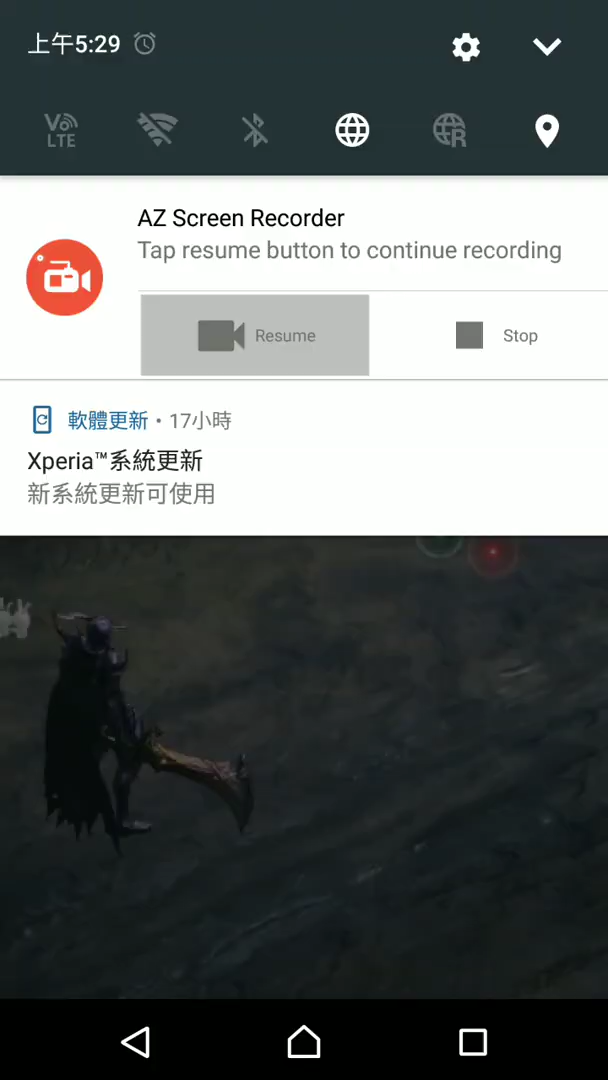 上午5:29
Vo LTE
R
AZ Screen Recorder
Tap resume button to continue recording
Resume
Stop
軟體更新 • 17小時
Xperia™系統更新
新系統更新可使用